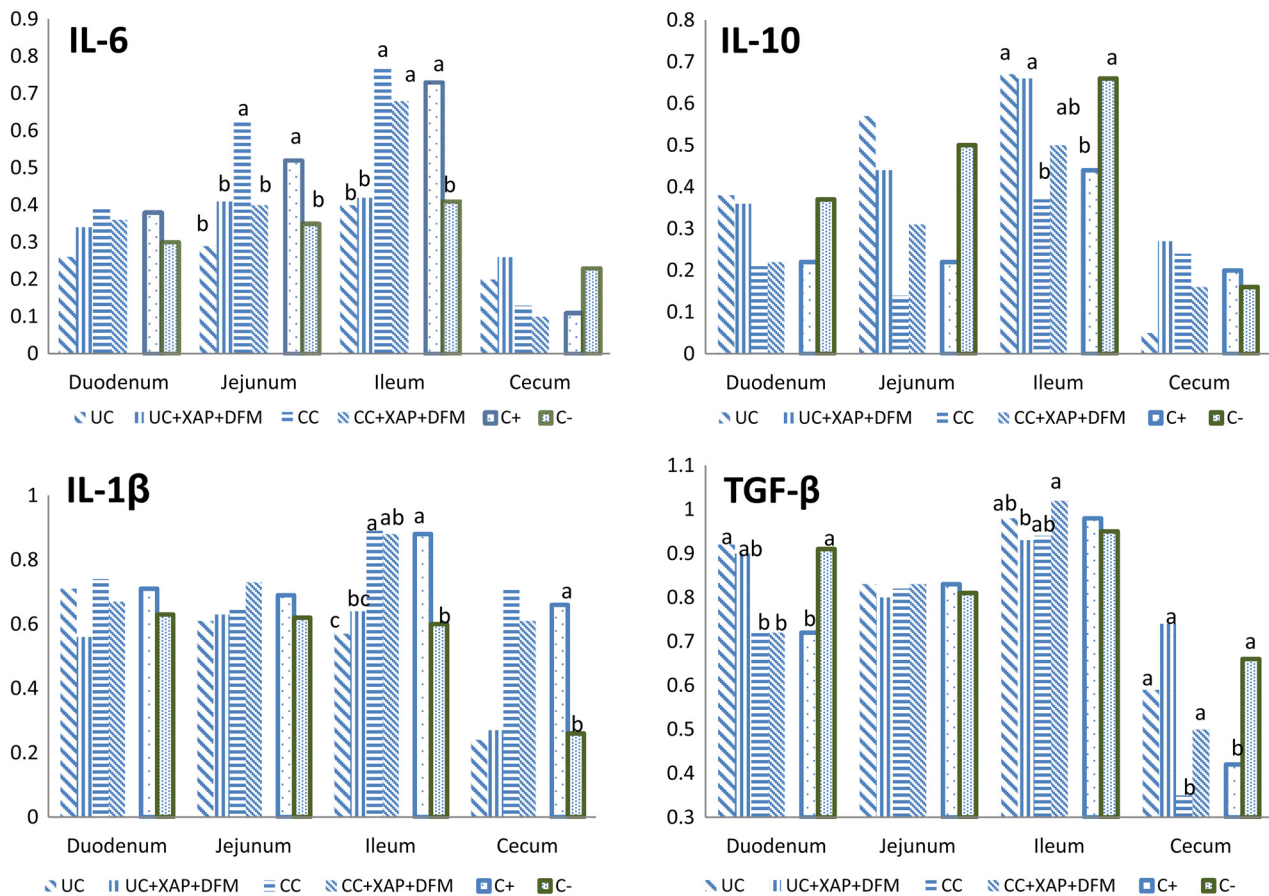 IL-6
0.9
0.8
0.7
0.6
0.5
0.4
0.3
0.2
0.1
0
b b a b a b
b b a a a b
Duodenum Jejunum Ileum Cecum
UC UC+XAP+DFM CC CC+XAP+DFM C+ C-
IL-10
0.8
0.7
0.6
0.5
0.4
0.3
0.2
0.1
0
a a b ab b a
Duodenum Jejunum Ileum Cecum
UC UC+XAP+DFM CC CC+XAP+DFM C+ C-
IL-1β
1
0.8
0.6
0.4
0.2
0
c bc a ab a b
a b
Duodenum Jejunum Ileum Cecum
UC UC+XAP+DFM CC CC+XAP+DFM C+ C-
TGF-β
1.1
1
0.9
0.8
0.7
0.6
0.5
0.4
0.3
a ab b b b a
ab b ab a
a a b a b a
Duodenum Jejunum Ileum Cecum
UC UC+XAP+DFM CC CC+XAP+DFM C+ C-